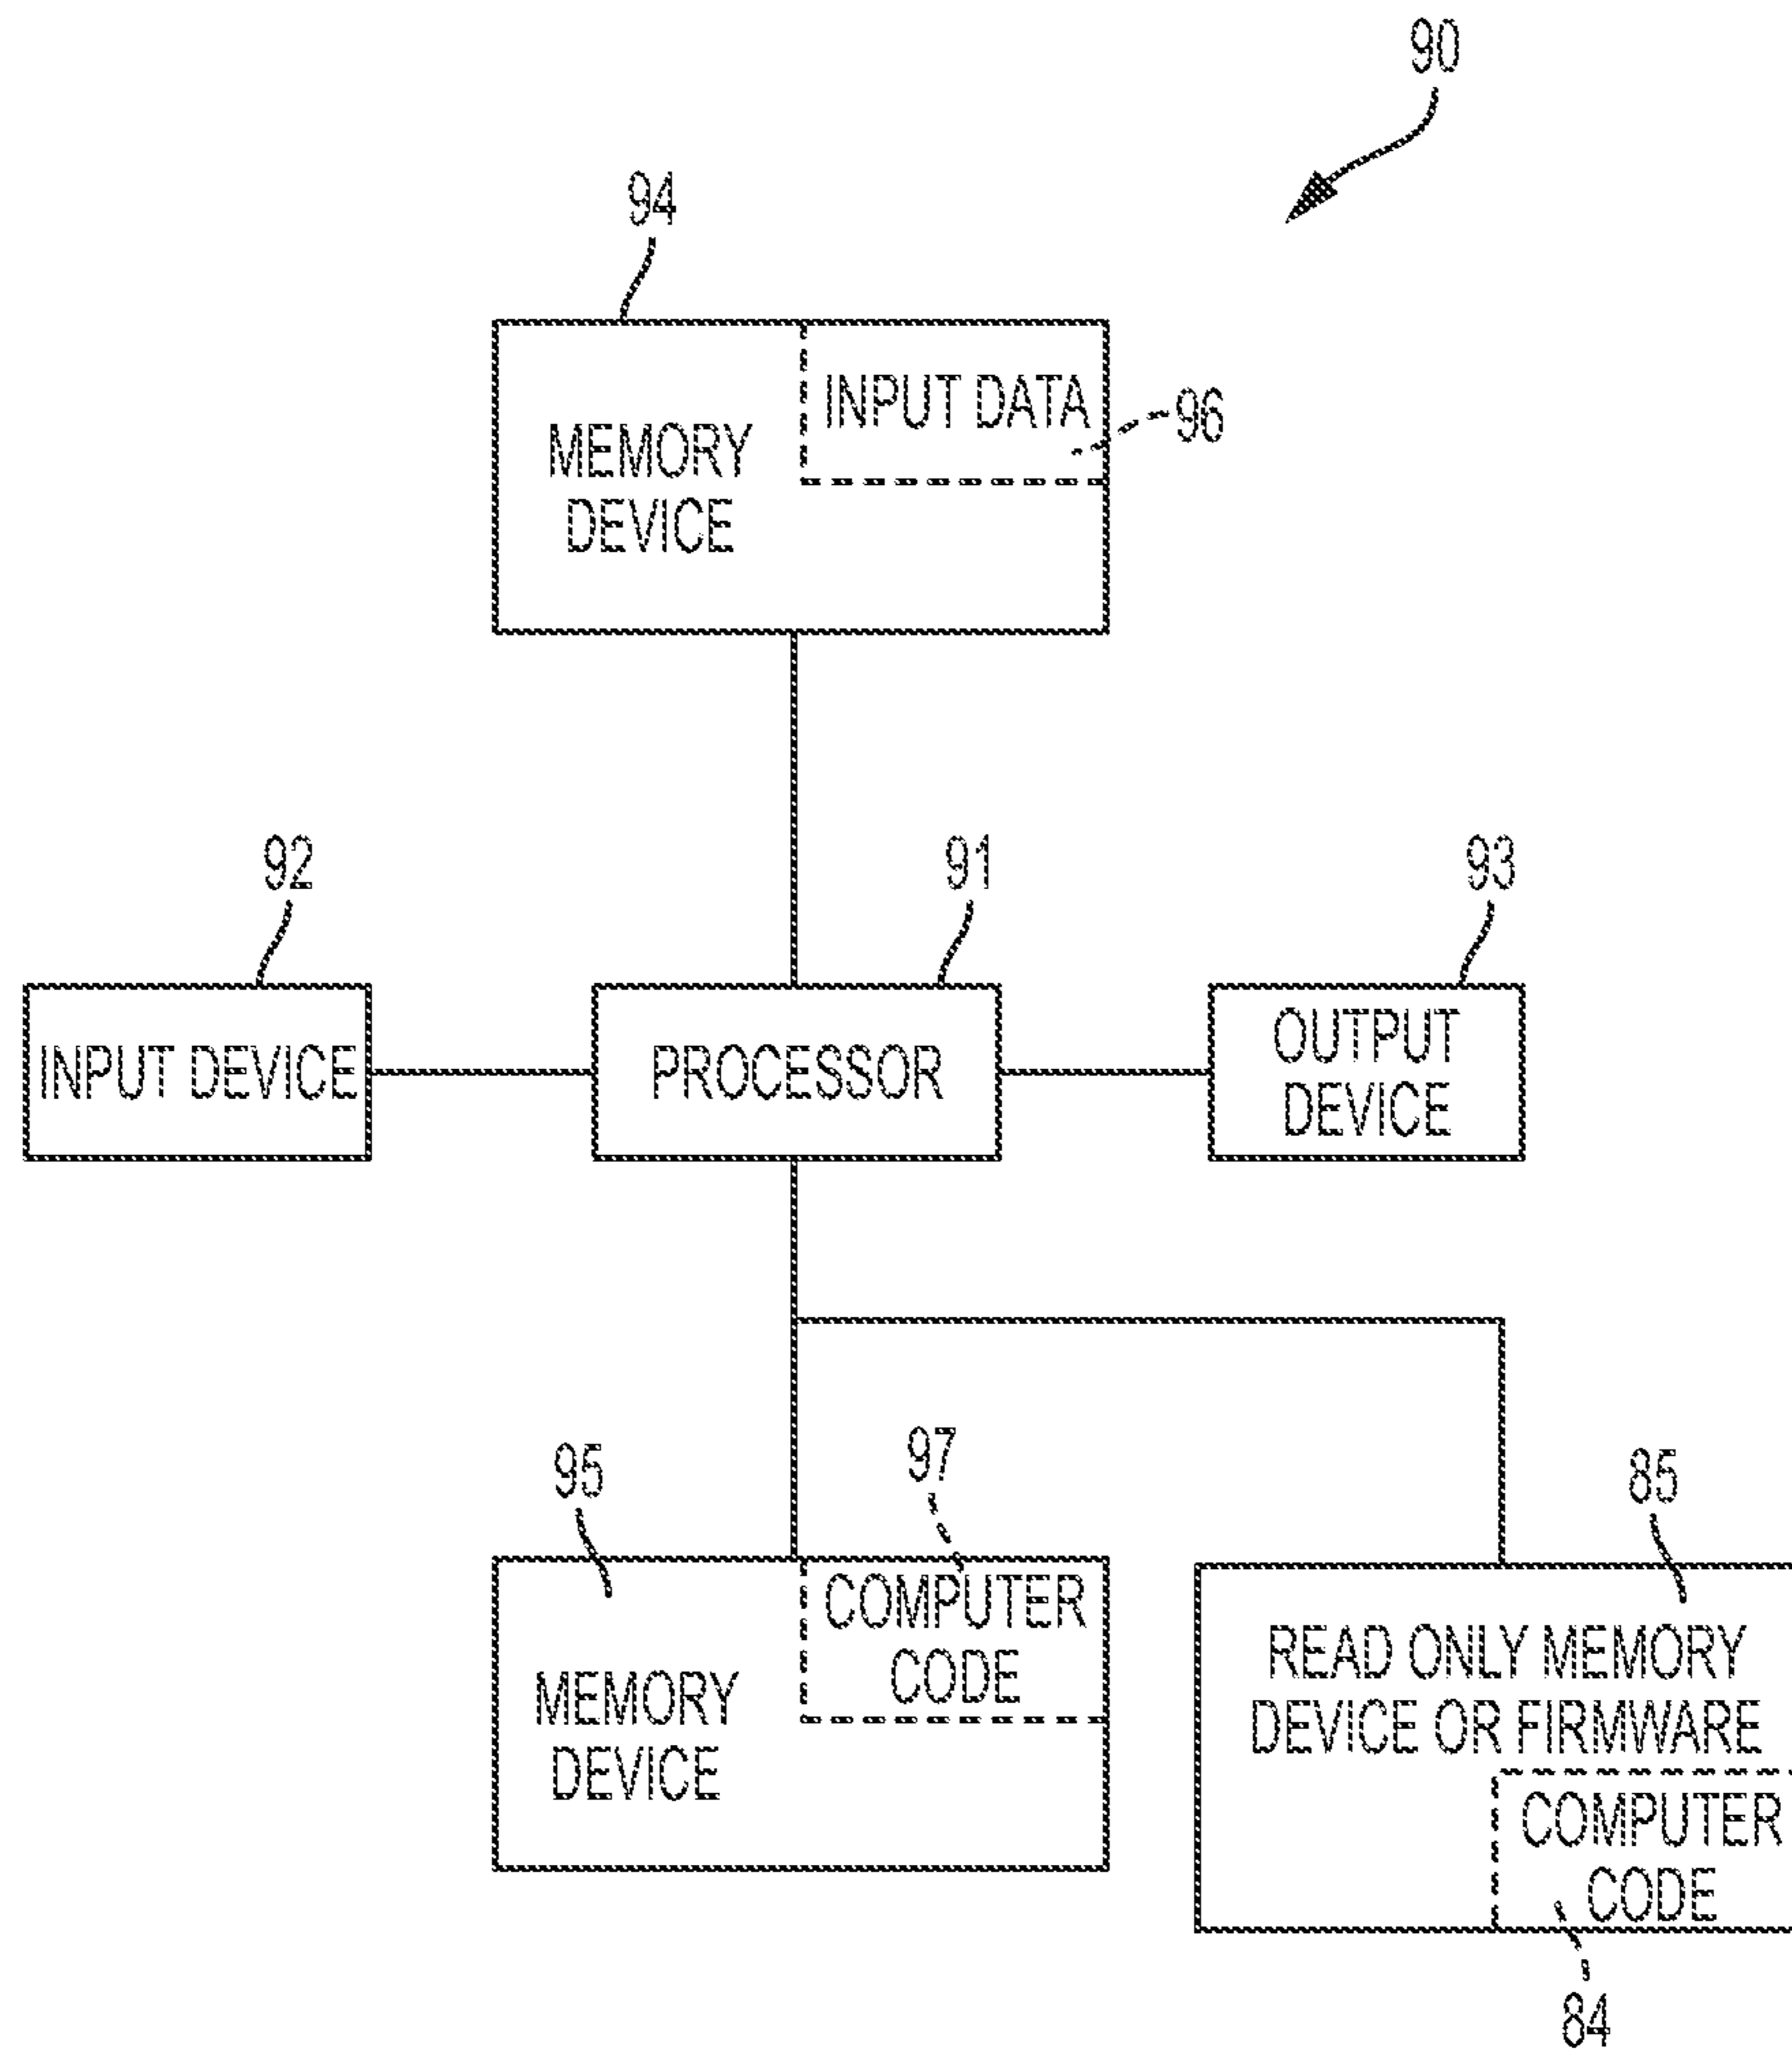 90
94
INPUT DATA
96
MEMORY
DEVICE
92
91
93
INPUT DEVICE
PROCESSOR
OUTPUT
DEVICE
95
97
85
COMPUTER
CODE
MEMORY
DEVICE
READ ONLY MEMORY
DEVICE OR FIRMWARE
COMPUTER
CODE
84